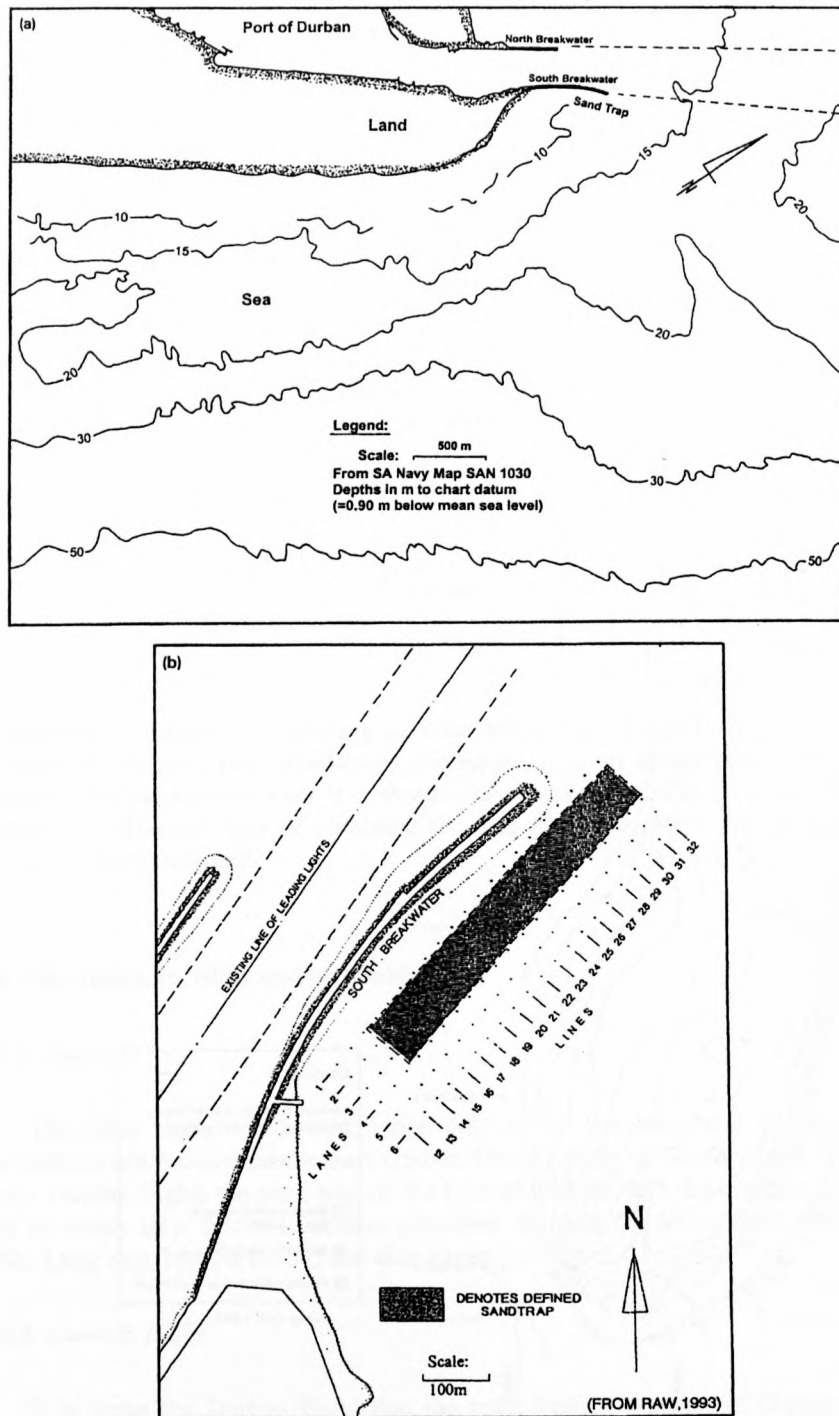 (a)
Port of Durban
North Breakwater
South Breakwater
Sand Trap
Land
10
15
N
20
10
15
Sea
20
20
30
Legend:
Scale: 500 m
From SA Navy Map SAN 1030
Depths in m to chart datum
(=0.90 m below mean sea level)
30
50
50
(b)
EXISTING LINE OF LEADING LIGHTS
SOUTH BREAKWATER
LANES
1
2
3
5
6
12
13
14
15
16
17
18
19
20
21
22
23
24
25
26
27
28
29
30
31
32
LINES
N
DENOTES DEFINED
SANDTRAP
Scale:
100m
(FROM RAW,1993)